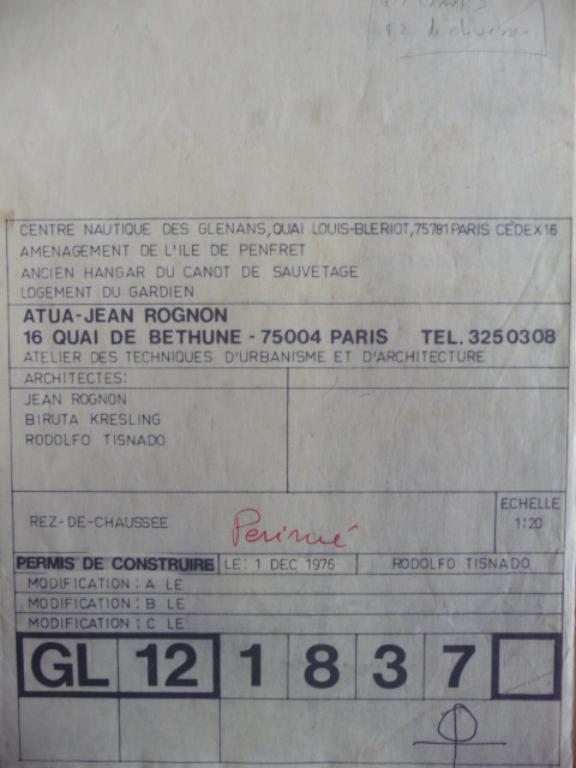 CENTRE NAUTIQUE DES GLENANS, QUAI LOUIS-BLERIOT, 75781 PARIS CEDEX 16
AMENAGEMENT DE L'ILE DE PENFRET
ANCIEN HANGAR DU CANOT DE SAUVETAGE
LOGEMENT DU GARDIEN
ATUA-JEAN ROGNON
16 QUAI DE BETHUNE - 75004 PARIS TEL. 3250308
ATELIER DES TECHNIQUES D'URBANISME ET D'ARCHITECTURE
ARCHITECTES:
JEAN ROGNON
BIRUTA KRESLING
RODOLFO TISNADO
REZ-DE-CHAUSSEE Perimé ECHELLE
1:20
PERMIS DE CONSTRUIRE LE: 1 DEC 1976 RODOLFO TISNADO
MODIFICATION: A LE
MODIFICATION: B LE
MODIFICATION: C LE
GL 12 1 8 3 7